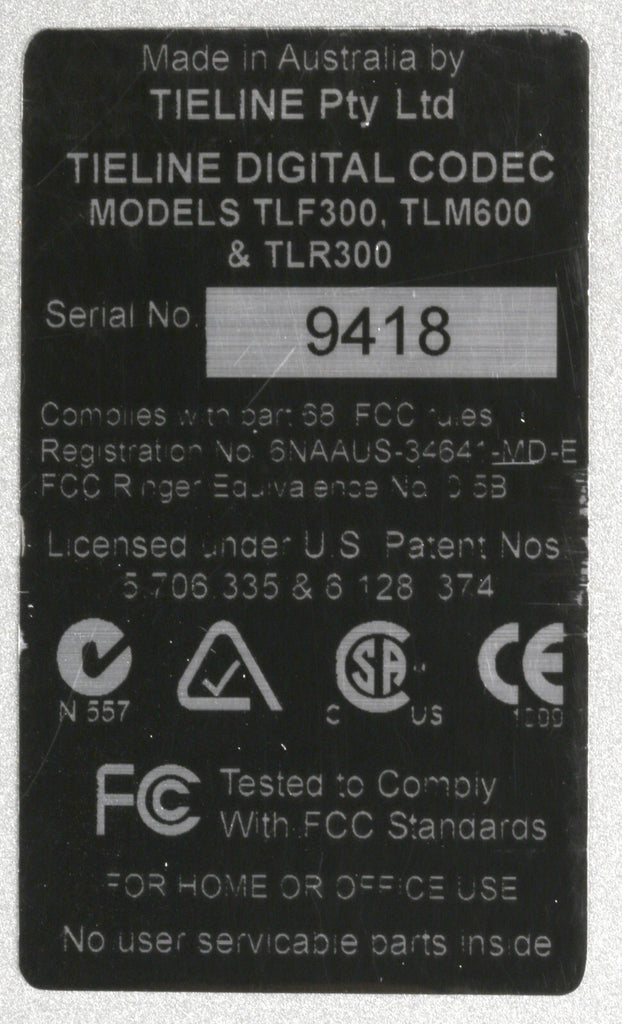 Made in Australia by
TIELINE Pty Ltd
TIELINE DIGITAL CODEC
MODELS TLF300, TLM600
& TLR300
Serial No. 9418
Complies with part 68 FCC rules
Registration No 6NAAUS-34641-MD-E
FCC Ringer Equivalence No 0.5B
Licensed under U.S. Patent Nos
5,706,335 & 6,128,374
N 557
SA
C US
CE
FC Tested to Comply
With FCC Standards
FOR HOME OR OFFICE USE
No user servicable parts inside